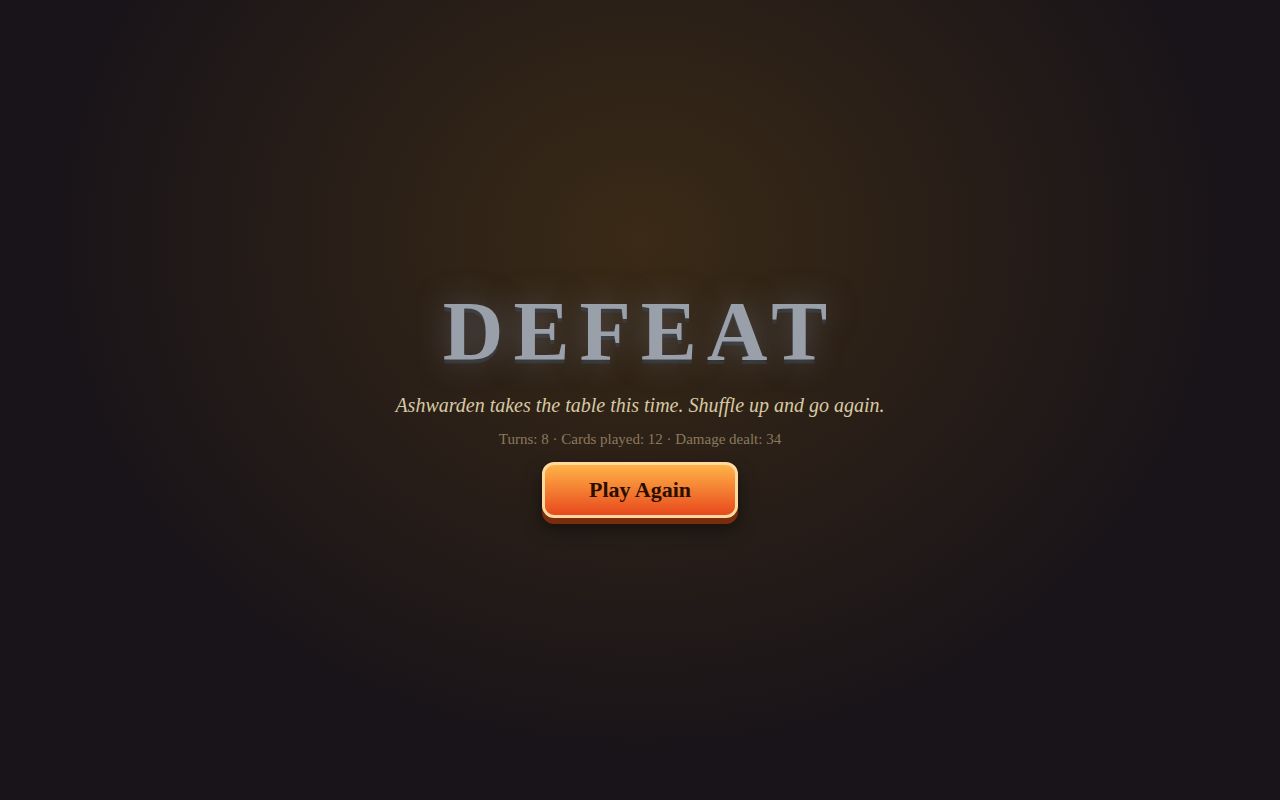 DEFEAT
Ashwarden takes the table this time. Shuffle up and go again.
Turns: 8 · Cards played: 12 · Damage dealt: 34
Play Again